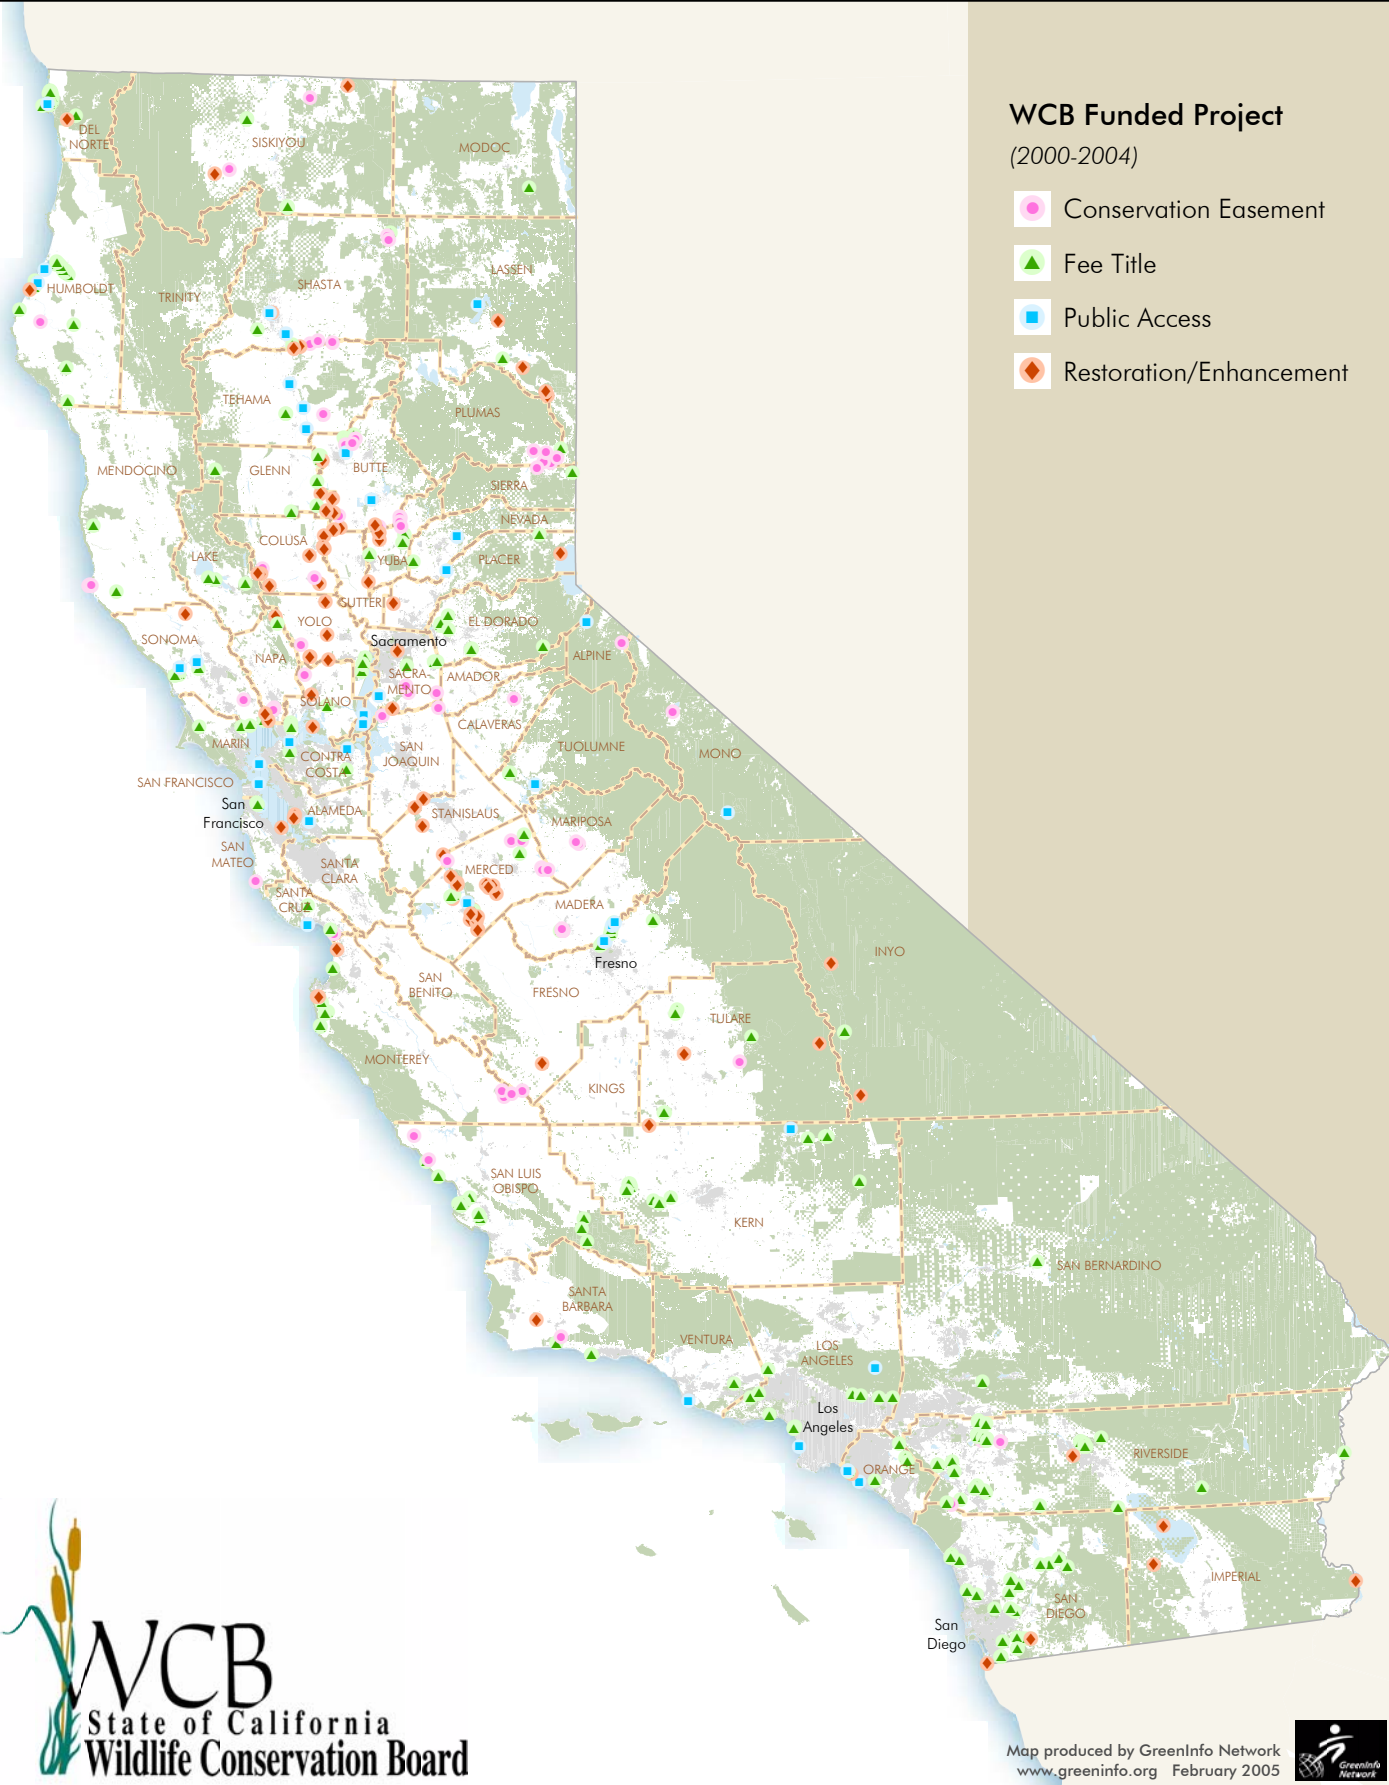 WCB Funded Project
(2000-2004)
Conservation Easement
Fee Title
Public Access
Restoration/Enhancement
DEL
NORTE
SISKIYOU
MODOC
HUMBOLDT
TRINITY
SHASTA
LASSEN
TEHAMA
PLUMAS
MENDOCINO
GLENN
BUTTE
SIERRA
NEVADA
COLUSA
LAKE
YUBA
PLACER
SUTTER
YOLO
EL DORADO
SONOMA
Sacramento
NAPA
ALPINE
SACRA-
MENTO
AMADOR
SOLANO
CALAVERAS
MARIN
SAN
JOAQUIN
TUOLUMNE
MONO
CONTRA
COSTA
SAN FRANCISCO
San
Francisco
ALAMEDA
STANISLAUS
MARIPOSA
SAN
MATEO
SANTA
CLARA
MERCED
SANTA
CRUZ
MADERA
INYO
Fresno
SAN
BENITO
FRESNO
TULARE
MONTEREY
KINGS
SAN LUIS
OBISPO
KERN
SAN BERNARDINO
SANTA
BARBARA
VENTURA
LOS
ANGELES
Los
Angeles
ORANGE
RIVERSIDE
IMPERIAL
SAN
DIEGO
San
Diego
WCB
State of California
Wildlife Conservation Board
Map produced by GreenInfo Network
www.greeninfo.org February 2005
GreenInfo
Network